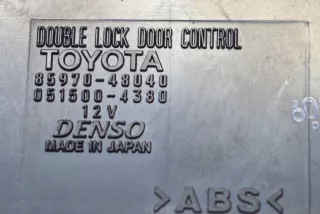 DOUBLE LOCK DOOR CONTROL
TOYOTA
85970-48040
051500-4380
12V
DENSO
MADE IN JAPAN
>ABS<